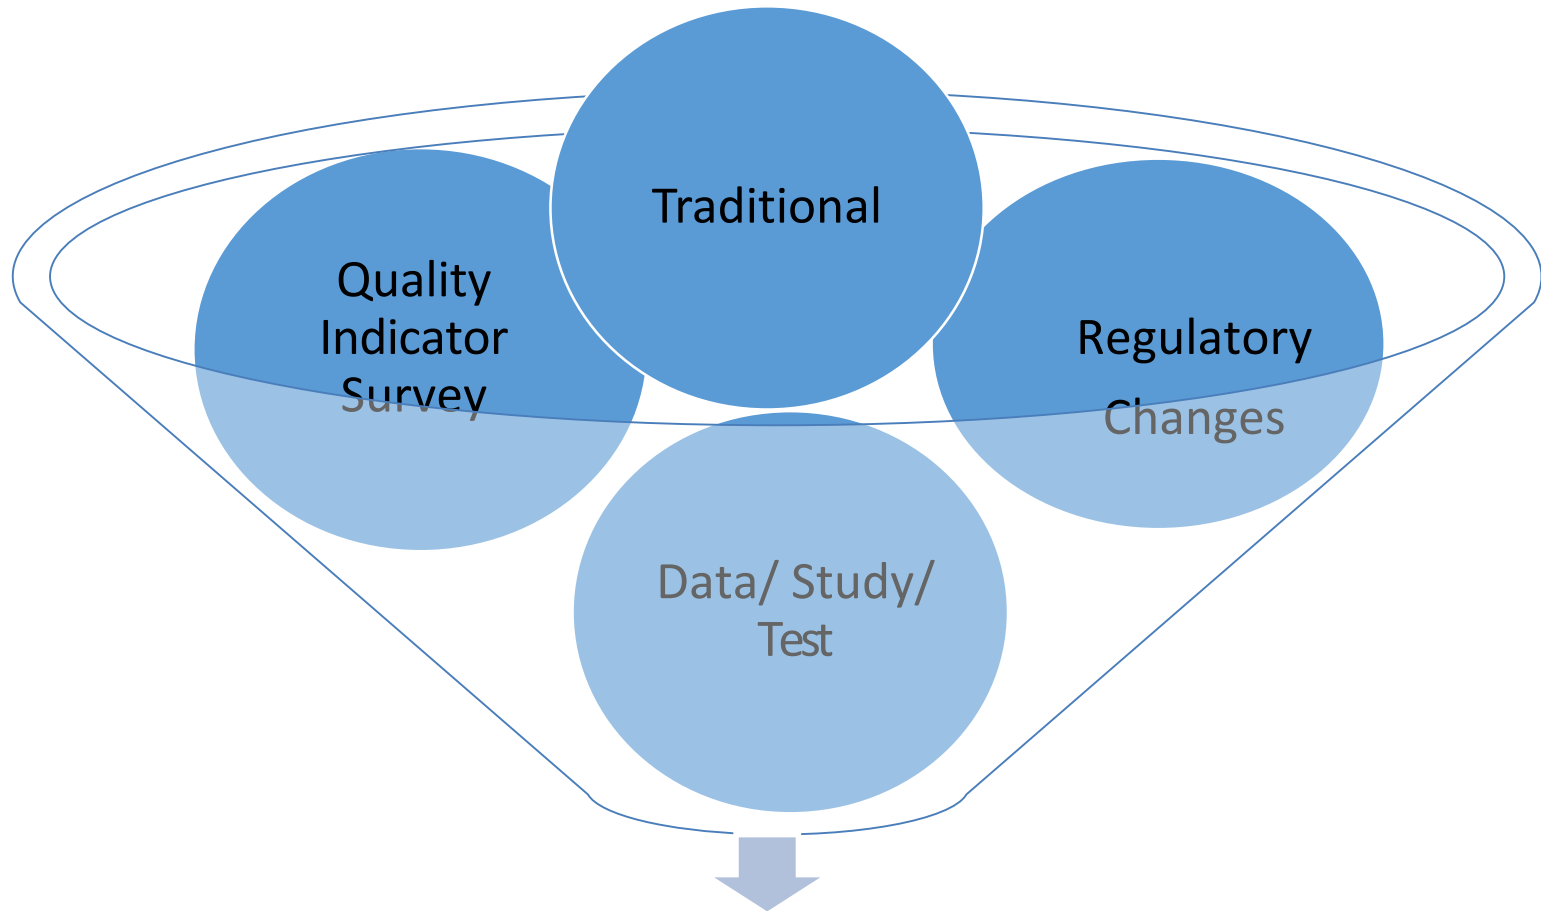 Traditional
Quality
Indicator
Survey
Regulatory
Changes
Data/ Study/
Test